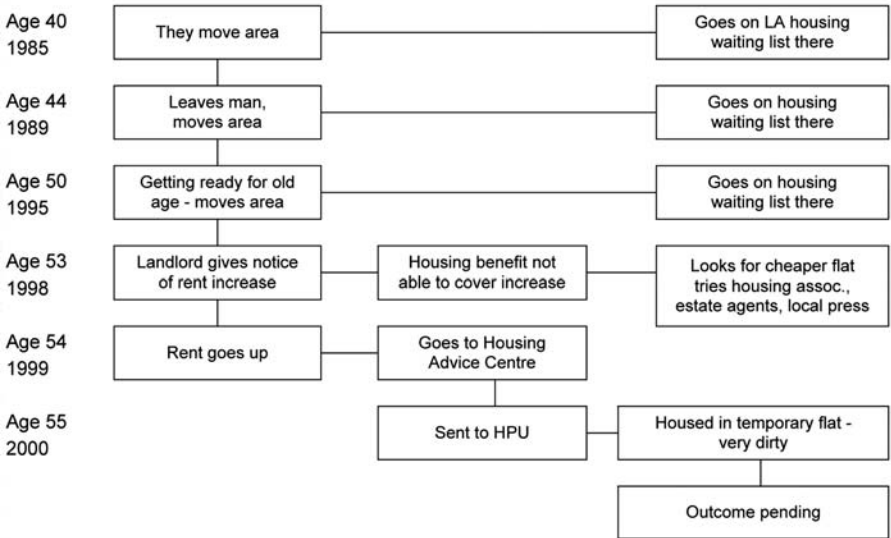 Age 40
1985
They move area
Goes on LA housing
waiting list there
Age 44
1989
Leaves man,
moves area
Goes on housing
waiting list there
Age 50
1995
Getting ready for old
age - moves area
Goes on housing
waiting list there
Age 53
1998
Landlord gives notice
of rent increase
Housing benefit not
able to cover increase
Looks for cheaper flat
tries housing assoc.,
estate agents, local press
Age 54
1999
Rent goes up
Goes to Housing
Advice Centre
Age 55
2000
Sent to HPU
Housed in temporary flat -
very dirty
Outcome pending